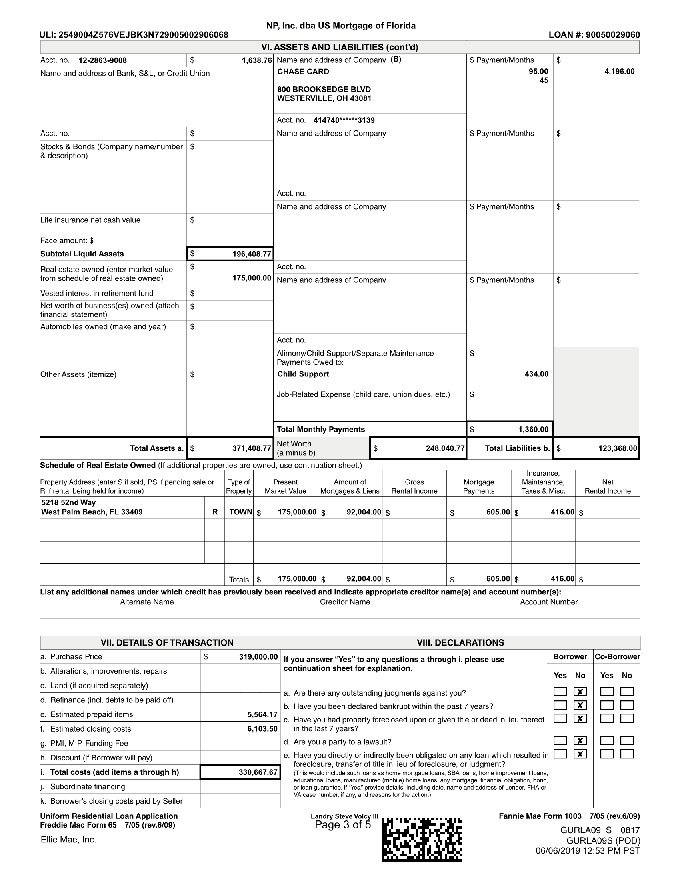 NP, Inc. dba US Mortgage of Florida
ULI: 2549004Z576VEJBK3N729005002906068 LOAN #: 90050029060
VI. ASSETS AND LIABILITIES (cont'd)
Acct. no. 12-2863-9008 $ 1,638.76 Name and address of Company (B) $ Payment/Months $
Name and address of Bank, S&L, or Credit Union CHASE CARD 95.00 4,196.00
45
800 BROOKSEDGE BLVD
WESTERVILLE, OH 43081
Acct. no. 414740******3139
Acct. no. $ Name and address of Company $ Payment/Months $
Stocks & Bonds (Company name/number $
& description)
Acct. no.
Name and address of Company $ Payment/Months $
Life insurance net cash value $
Face amount: $
Subtotal Liquid Assets $ 196,408.77
Real estate owned (enter market value $ Acct. no.
from schedule of real estate owned) 175,000.00 Name and address of Company $ Payment/Months $
Vested interest in retirement fund $
Net worth of business(es) owned (attach $
financial statement)
Automobiles owned (make and year) $
Acct. no.
Alimony/Child Support/Separate Maintenance $
Payments Owed to:
Other Assets (itemize) $ Child Support 434.00
Job-Related Expense (child care, union dues, etc.) $
Total Monthly Payments $ 1,360.00
Total Assets a. $ 371,408.77 Net Worth $ 248,040.77 Total Liabilities b. $ 123,368.00
(a minus b)
Schedule of Real Estate Owned (If additional properties are owned, use continuation sheet.)
Property Address (enter S if sold, PS if pending sale or R if rental being held for income) Type of Property Present Market Value Amount of Mortgages & Liens Gross Rental Income Mortgage Payments Insurance, Maintenance, Taxes & Misc. Net Rental Income
5218 52nd Way
West Palm Beach, FL 33409 R TOWN $ 175,000.00 $ 92,004.00 $ $ 605.00 $ 416.00 $
Totals $ 175,000.00 $ 92,004.00 $ $ 605.00 $ 416.00 $
List any additional names under which credit has previously been received and indicate appropriate creditor name(s) and account number(s):
Alternate Name Creditor Name Account Number
VII. DETAILS OF TRANSACTION VIII. DECLARATIONS
a. Purchase Price $ 319,000.00
b. Alterations, improvements, repairs
c. Land (if acquired separately)
d. Refinance (incl. debts to be paid off)
e. Estimated prepaid items 5,564.17
f. Estimated closing costs 6,103.50
g. PMI, MIP, Funding Fee
h. Discount (if Borrower will pay)
i. Total costs (add items a through h) 330,667.67
j. Subordinate financing
k. Borrower's closing costs paid by Seller
If you answer "Yes" to any questions a through i, please use Borrower Co-Borrower
continuation sheet for explanation. Yes No Yes No
a. Are there any outstanding judgments against you? X
b. Have you been declared bankrupt within the past 7 years? X
c. Have you had property foreclosed upon or given title or deed in lieu thereof X
in the last 7 years?
d. Are you a party to a lawsuit? X
e. Have you directly or indirectly been obligated on any loan which resulted in X
foreclosure, transfer of title in lieu of foreclosure, or judgment?
(This would include such loans as home mortgage loans, SBA loans, home improvement loans,
educational loans, manufactured (mobile) home loans, any mortgage, financial obligation, bond,
or loan guarantee. If "Yes" provide details, including date, name and address of Lender, FHA or
VA case number, if any, and reasons for the action.)
Uniform Residential Loan Application Landry Steve Voicy III Fannie Mae Form 1003 7/05 (rev.6/09)
Freddie Mac Form 65 7/05 (rev.6/09) Page 3 of 5
Ellie Mae, Inc. GURLA09_S 0817
GURLA09S (POD)
06/06/2019 12:53 PM PST